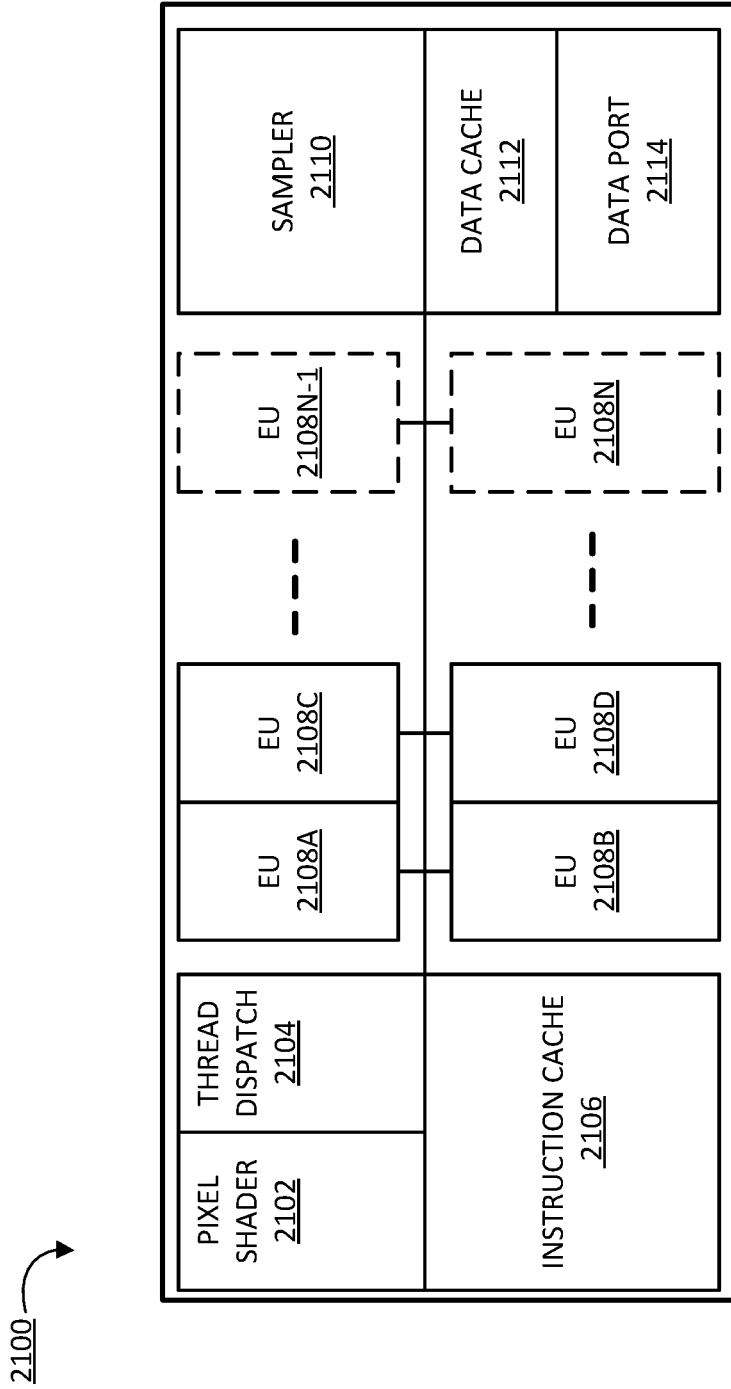 2100
PIXEL
SHADER
2102
THREAD
DISPATCH
2104
INSTRUCTION CACHE
2106
EU
2108A
EU
2108C
EU
2108B
EU
2108D
EU
2108N-1
EU
2108N
SAMPLER
2110
DATA CACHE
2112
DATA PORT
2114